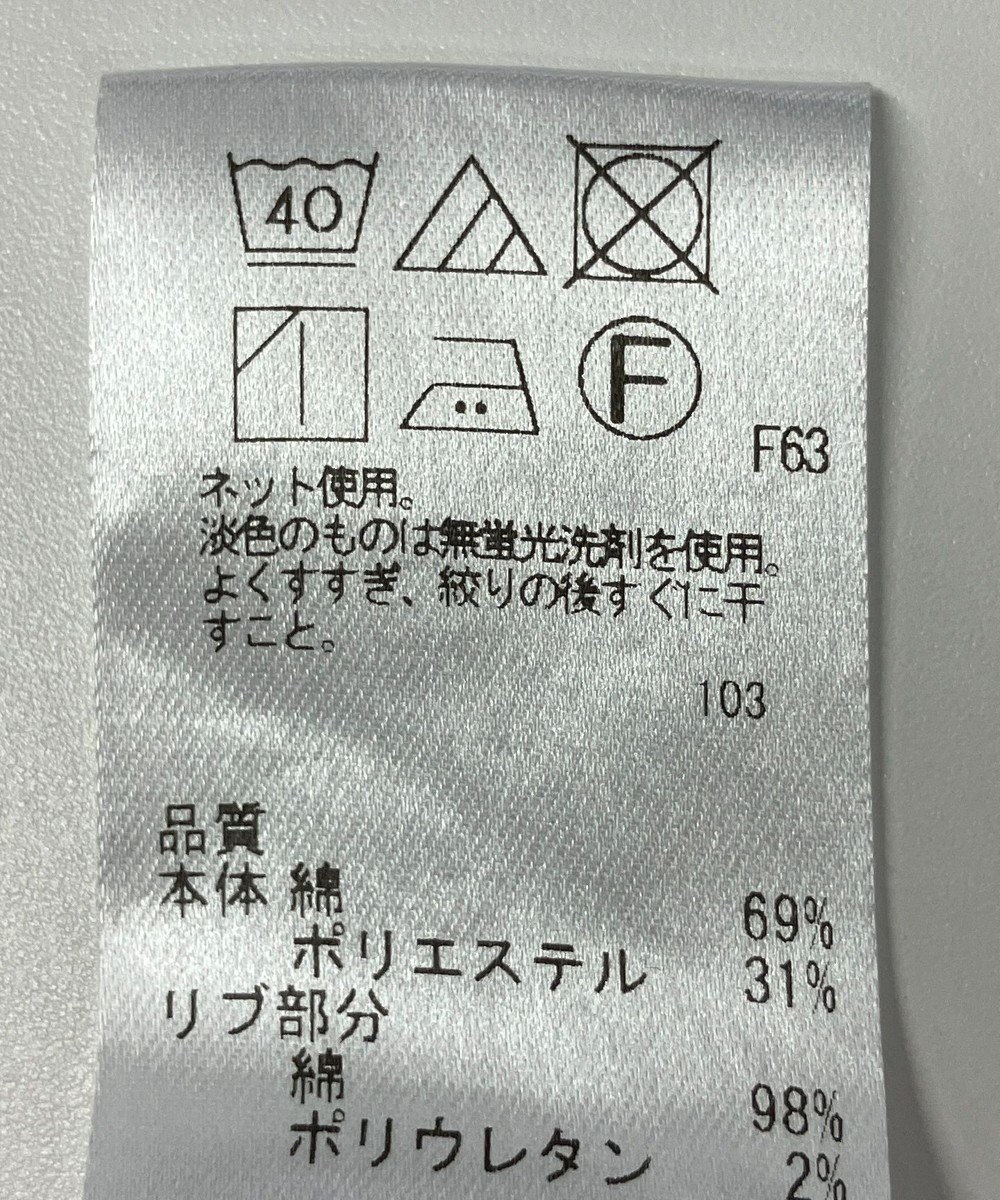 40
F
F63
ネット使用。
淡色のものは無蛍光洗剤を使用。
よくすすぎ、絞りの後すぐに干
すこと。
103
品質
本体 綿 69%
ポリエステル 31%
リブ部分
綿 98%
ポリウレタン 2%